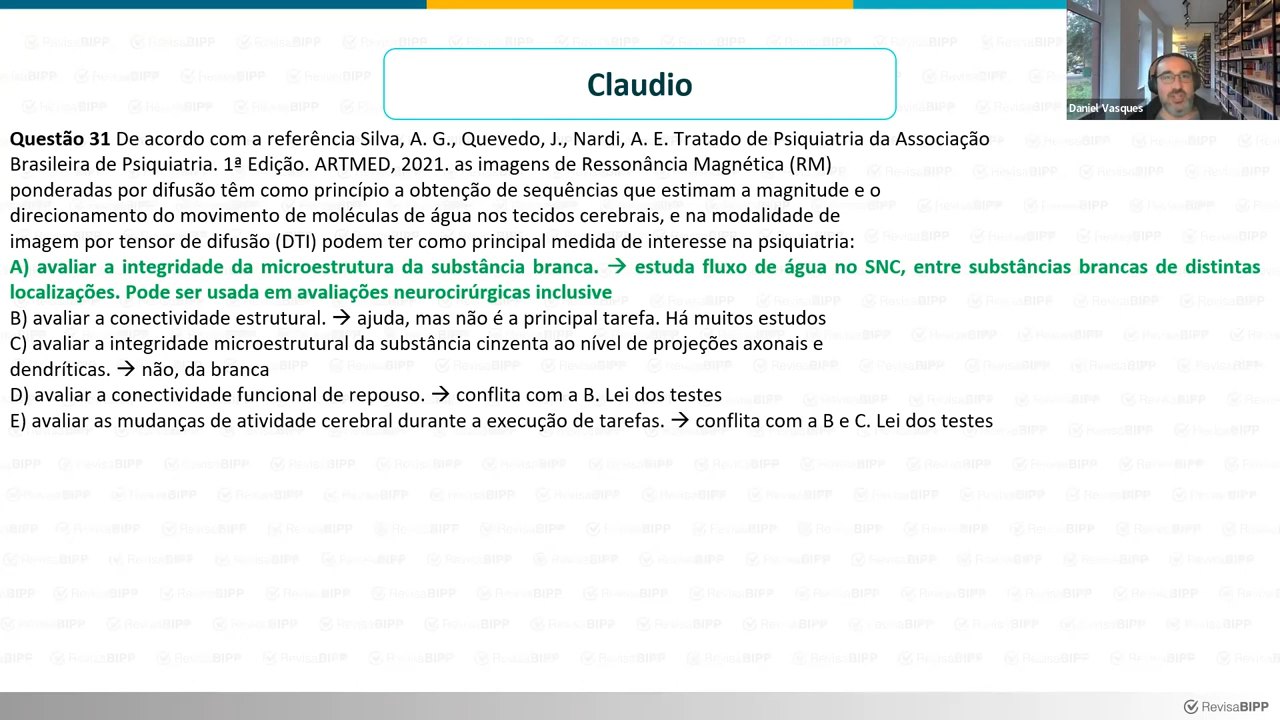 Claudio
Daniel Vasques
Questão 31 De acordo com a referência Silva, A. G., Quevedo, J., Nardi, A. E. Tratado de Psiquiatria da Associação
Brasileira de Psiquiatria. 1ª Edição. ARTMED, 2021. as imagens de Ressonância Magnética (RM)
ponderadas por difusão têm como princípio a obtenção de sequências que estimam a magnitude e o
direcionamento do movimento de moléculas de água nos tecidos cerebrais, e na modalidade de
imagem por tensor de difusão (DTI) podem ter como principal medida de interesse na psiquiatria:
A) avaliar a integridade da microestrutura da substância branca. → estuda fluxo de água no SNC, entre substâncias brancas de distintas
localizações. Pode ser usada em avaliações neurocirúrgicas inclusive
B) avaliar a conectividade estrutural. → ajuda, mas não é a principal tarefa. Há muitos estudos
C) avaliar a integridade microestrutural da substância cinzenta ao nível de projeções axonais e
dendríticas. → não, da branca
D) avaliar a conectividade funcional de repouso. → conflita com a B. Lei dos testes
E) avaliar as mudanças de atividade cerebral durante a execução de tarefas. → conflita com a B e C. Lei dos testes
RevisaBIPP